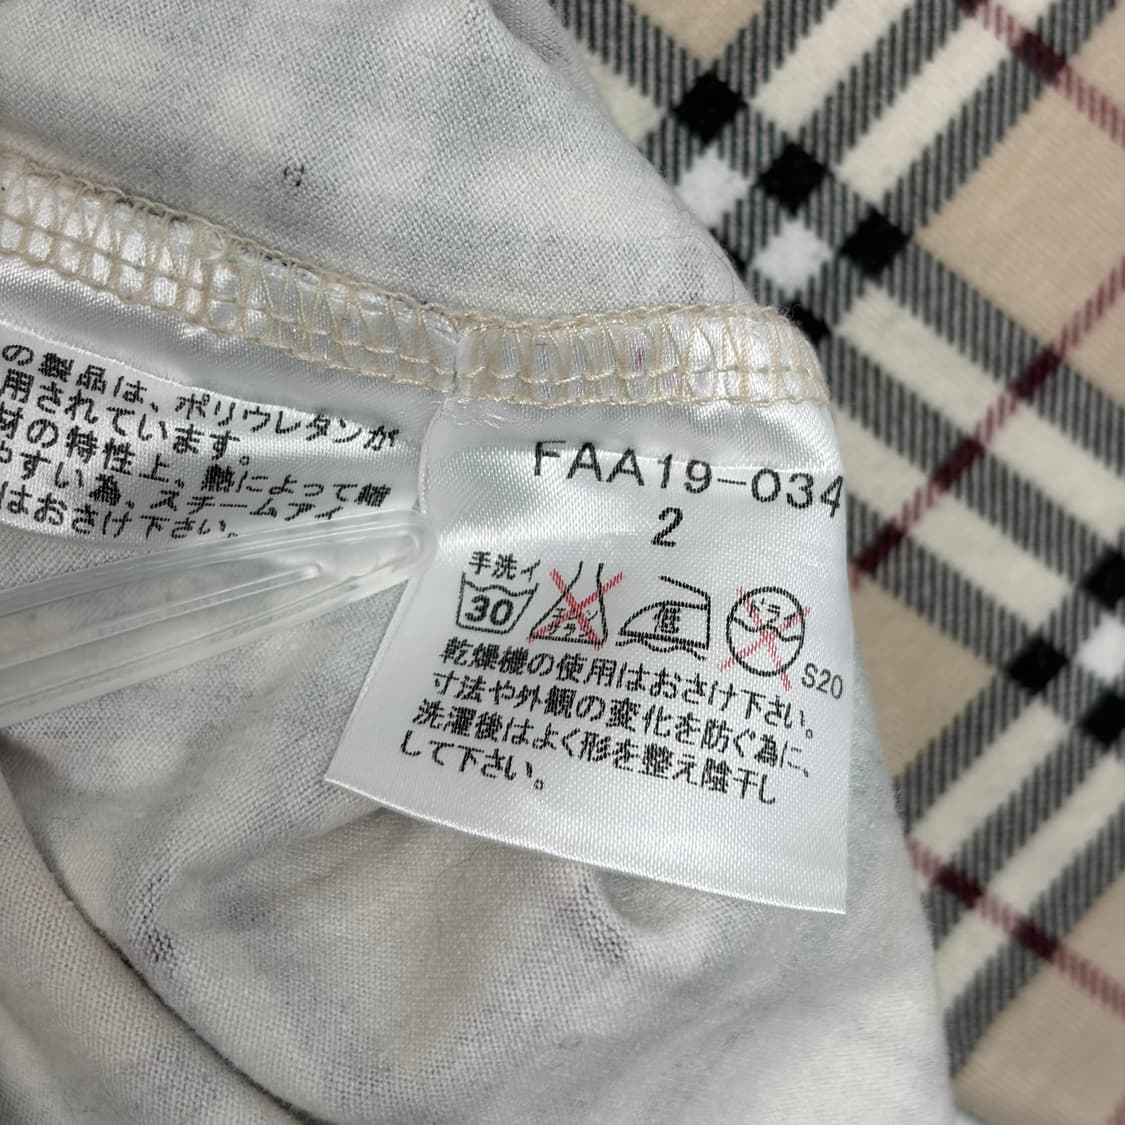 の製品は、ポリウレタンが
用されています。
材の特性上、熱によって縮
やすい為、スチームアイ
はおさけ下さい。
FAA19-034
2
手洗イ
30
低
ドライ
S20
乾燥機の使用はおさけ下さい。
寸法や外観の変化を防ぐ為に、
洗濯後はよく形を整え陰干し
して下さい。